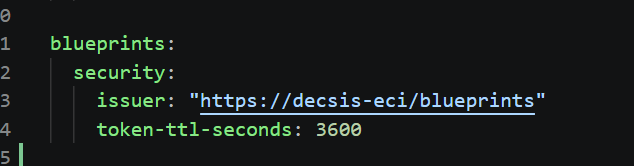 0
1 blueprints:
2   security:
3     issuer: "https://decsis-eci/blueprints"
4     token-ttl-seconds: 3600
5